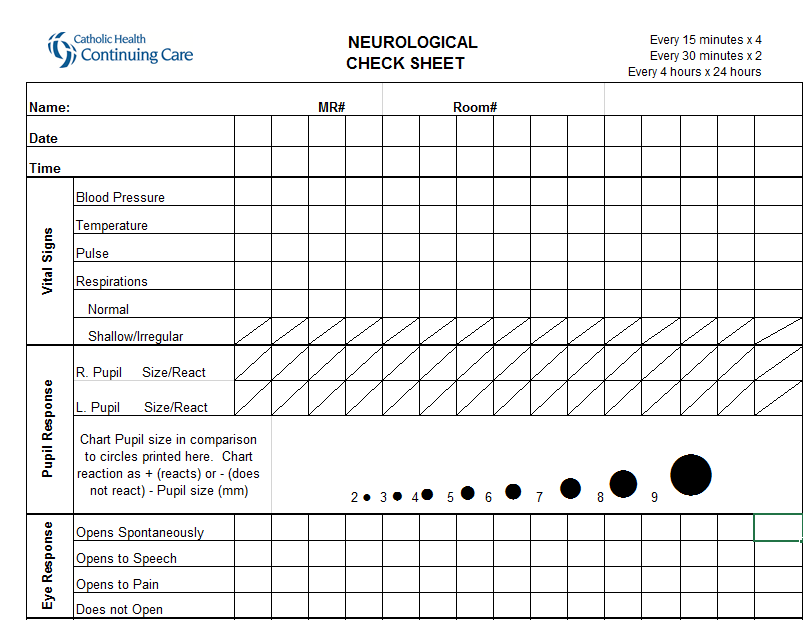 Catholic Health
Continuing Care
NEUROLOGICAL
CHECK SHEET
Every 15 minutes x 4
Every 30 minutes x 2
Every 4 hours x 24 hours
Name: MR# Room#
Date
Time
Vital Signs
Blood Pressure
Temperature
Pulse
Respirations
Normal
Shallow/Irregular
Pupil Response
R. Pupil Size/React
L. Pupil Size/React
Chart Pupil size in comparison
to circles printed here. Chart
reaction as + (reacts) or - (does
not react) - Pupil size (mm)
2 3 4 5 6 7 8 9
Eye Response
Opens Spontaneously
Opens to Speech
Opens to Pain
Does not Open